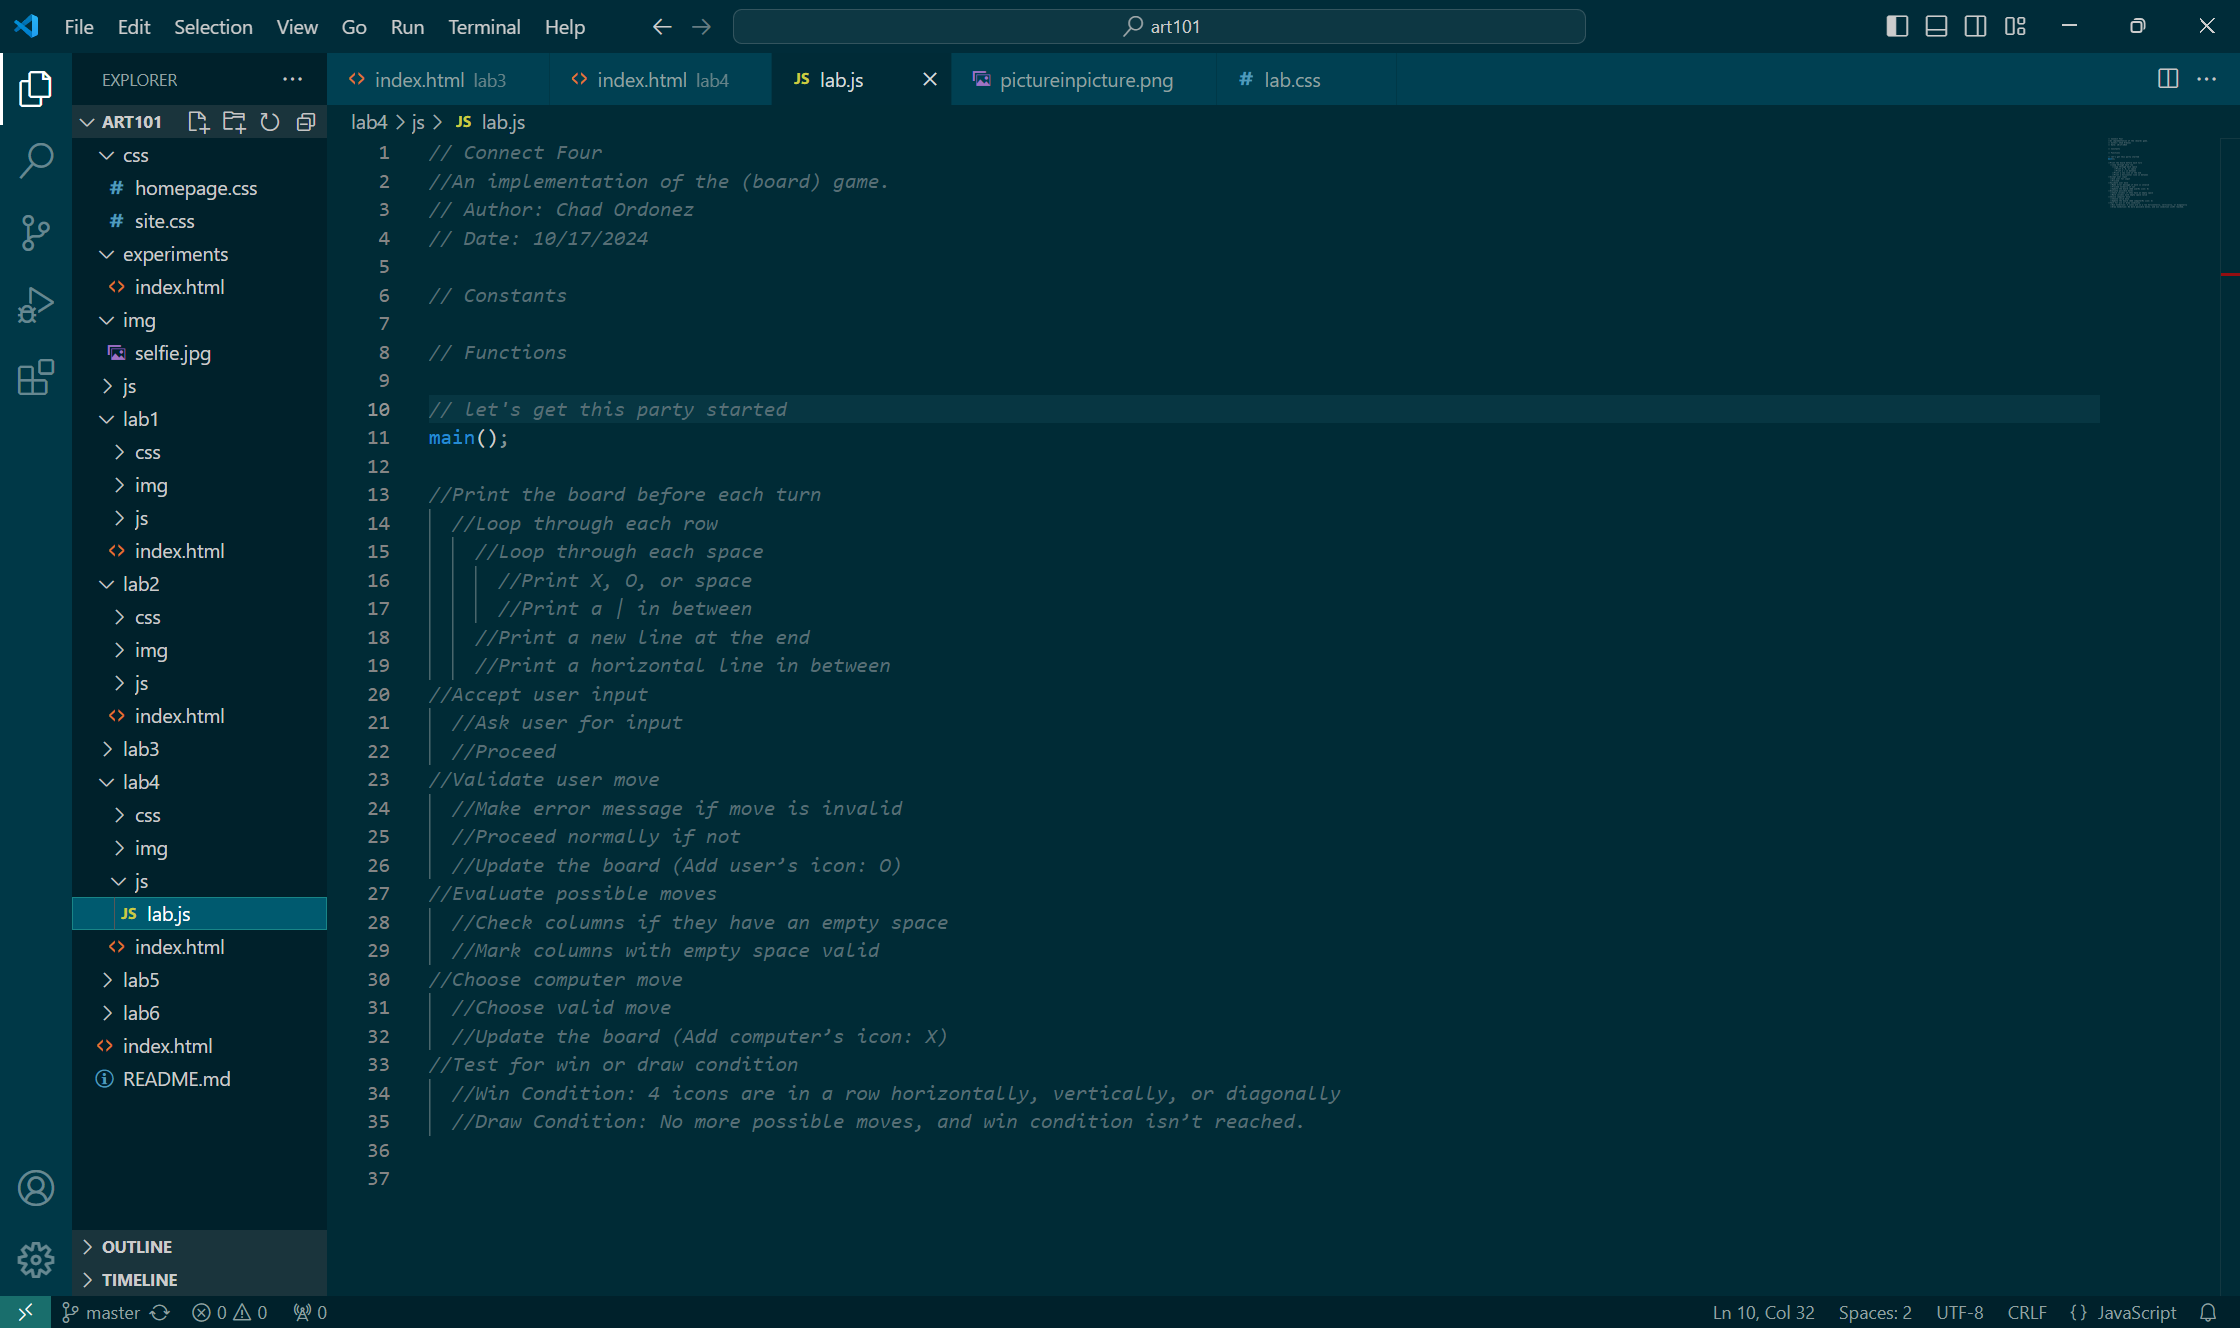 File Edit Selection View Go Run Terminal Help
art101
EXPLORER
index.html lab3
index.html lab4
JS lab.js
pictureinpicture.png
# lab.css
ART101
css
# homepage.css
# site.css
experiments
<> index.html
img
selfie.jpg
js
lab1
css
img
js
<> index.html
lab2
css
img
js
<> index.html
lab3
lab4
css
img
js
JS lab.js
<> index.html
lab5
lab6
<> index.html
README.md
OUTLINE
TIMELINE
lab4 > js > JS lab.js
1 // Connect Four
2 //An implementation of the (board) game.
3 // Author: Chad Ordonez
4 // Date: 10/17/2024
5
6 // Constants
7
8 // Functions
9
10 // let's get this party started
11 main();
12
13 //Print the board before each turn
14 //Loop through each row
15 //Loop through each space
16 //Print X, O, or space
17 //Print a | in between
18 //Print a new line at the end
19 //Print a horizontal line in between
20 //Accept user input
21 //Ask user for input
22 //Proceed
23 //Validate user move
24 //Make error message if move is invalid
25 //Proceed normally if not
26 //Update the board (Add user’s icon: O)
27 //Evaluate possible moves
28 //Check columns if they have an empty space
29 //Mark columns with empty space valid
30 //Choose computer move
31 //Choose valid move
32 //Update the board (Add computer’s icon: X)
33 //Test for win or draw condition
34 //Win Condition: 4 icons are in a row horizontally, vertically, or diagonally
35 //Draw Condition: No more possible moves, and win condition isn’t reached.
36
37
master 0 0 0
Ln 10, Col 32 Spaces: 2 UTF-8 CRLF {} JavaScript